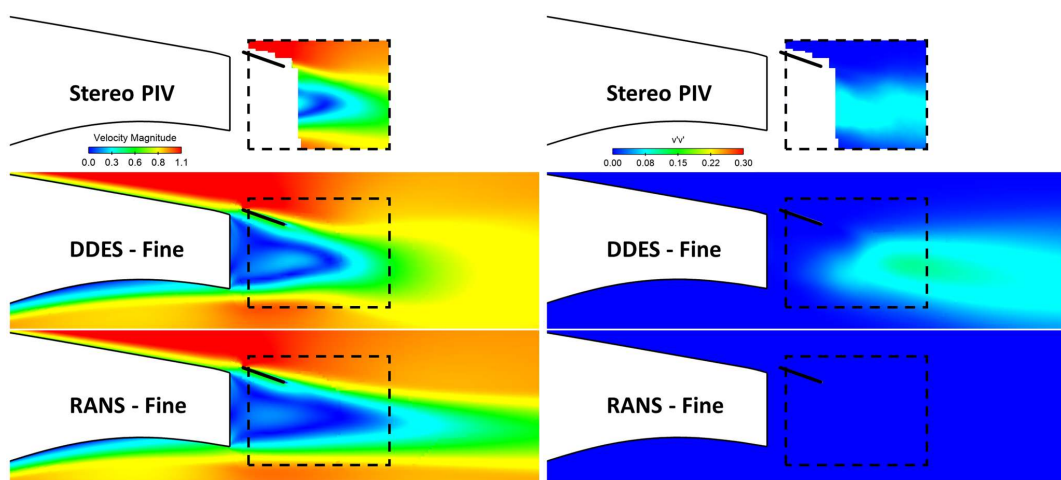 Stereo PIV
Velocity Magnitude
0.0 0.3 0.6 0.8 1.1
Stereo PIV
v'v'
0.00 0.08 0.15 0.22 0.30
DDES - Fine
DDES - Fine
RANS - Fine
RANS - Fine